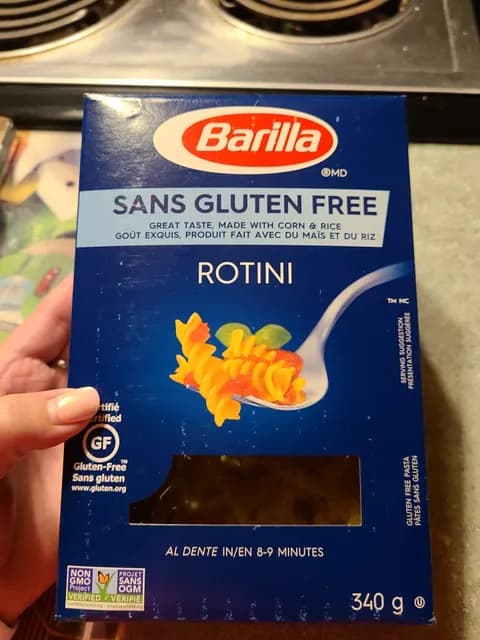 Barilla
®MD
SANS GLUTEN FREE
GREAT TASTE, MADE WITH CORN & RICE
GOÛT EXQUIS, PRODUIT FAIT AVEC DU MAÏS ET DU RIZ
ROTINI
TM MC
SERVING SUGGESTION
PRÉSENTATION SUGGÉRÉE
tifié
rtified
GF
TM
Gluten-Free
Sans gluten
www.gluten.org
GLUTEN FREE PASTA
PÂTES SANS GLUTEN
AL DENTE IN/EN 8-9 MINUTES
NON
GMO
Project
PROJET
SANS
OGM
VERIFIED VÉRIFIÉ
340 g
U